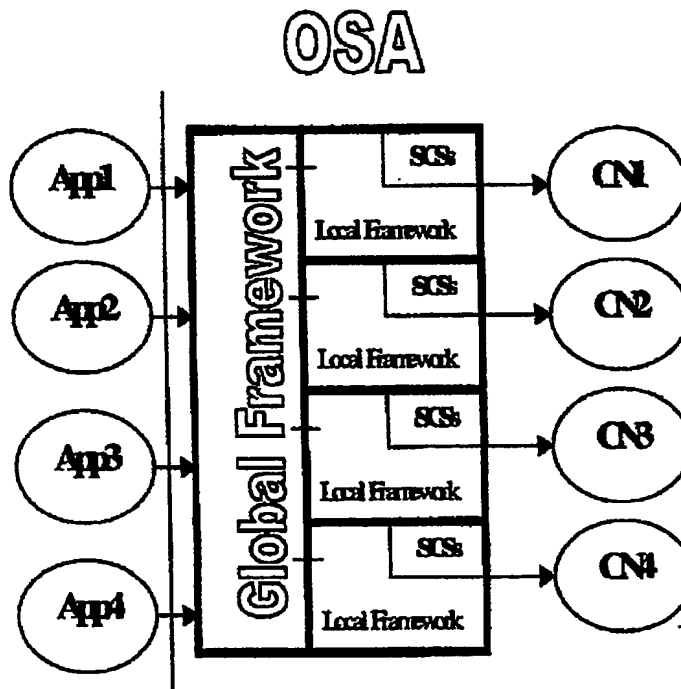 OSA
App1
App2
App3
App4
Global Framework
SCSs
Local Framework
SCSs
Local Framework
SCSs
Local Framework
SCSs
Local Framework
CN1
CN2
CN3
CN4